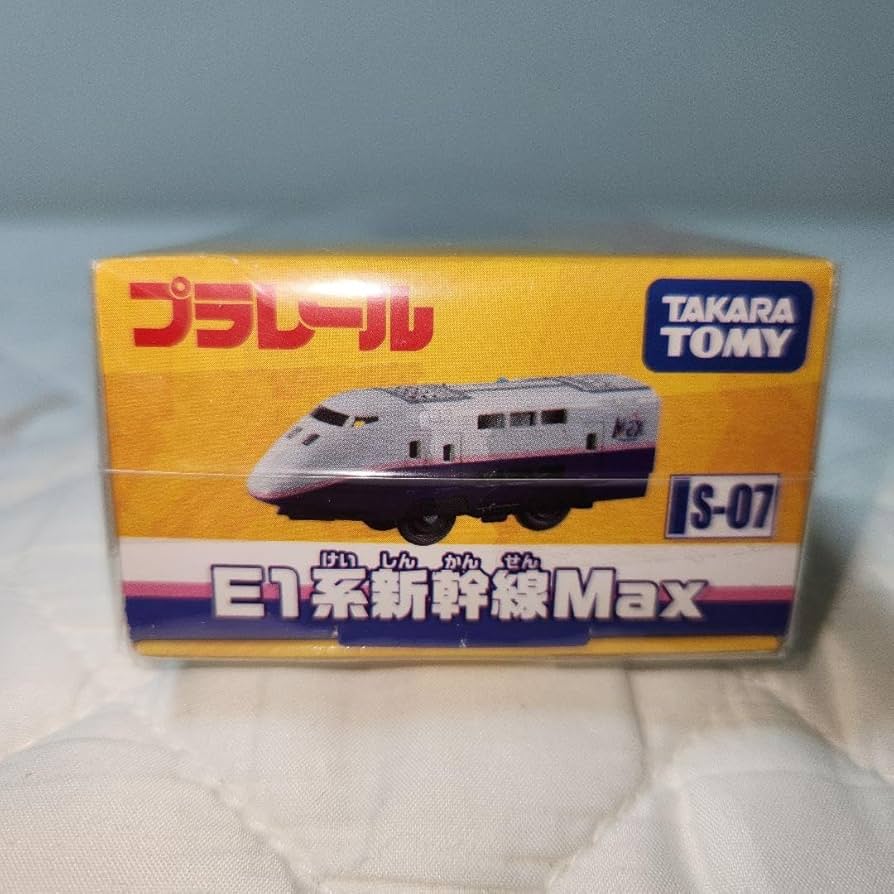 プラレール
TAKARA
TOMY
Max
S-07
けい しん かん せん
E1系新幹線Max